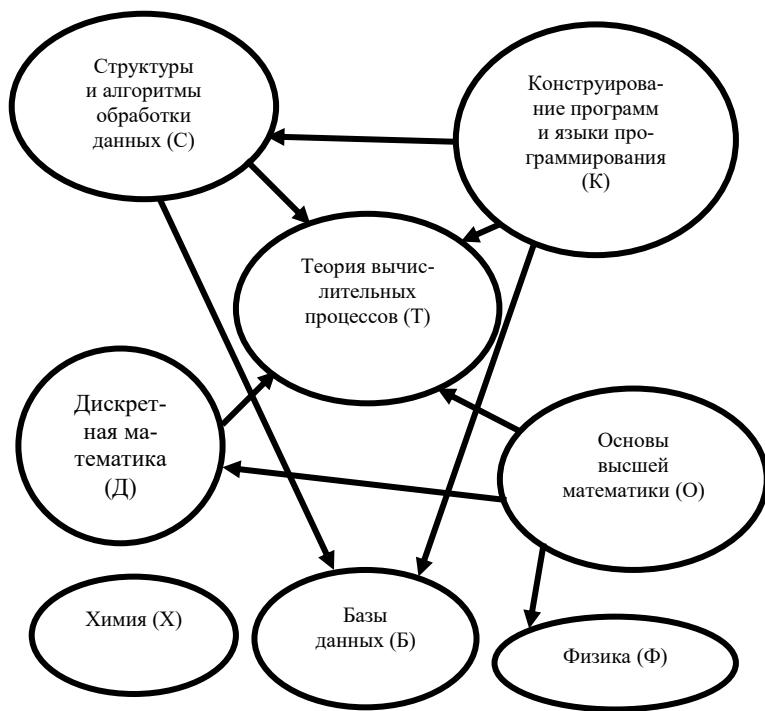 Структуры
и алгоритмы
обработки
данных (С)
Конструирова-
ние программ
и языки про-
граммирования
(К)
Теория вычис-
лительных
процессов (Т)
Дискрет-
ная ма-
тематика
(Д)
Основы
высшей
математики (О)
Химия (Х)
Базы
данных (Б)
Физика (Ф)